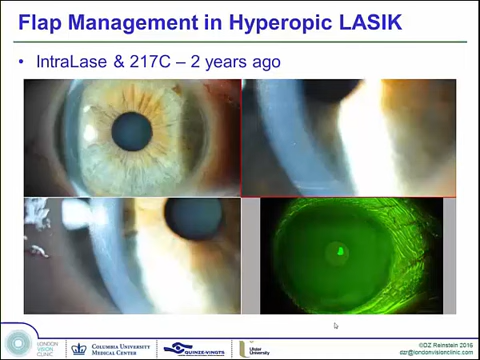 Flap Management in Hyperopic LASIK
• IntraLase & 217C – 2 years ago
LONDON
VISION
CLINIC
COLUMBIA UNIVERSITY
MEDICAL CENTER
QUINZE-VINGTS
Ulster
University
©DZ Reinstein 2016
dzr@londonvisionclinic.com